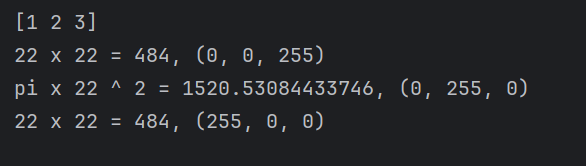 [1 2 3]
22 x 22 = 484, (0, 0, 255)
pi x 22 ^ 2 = 1520.53084433746, (0, 255, 0)
22 x 22 = 484, (255, 0, 0)